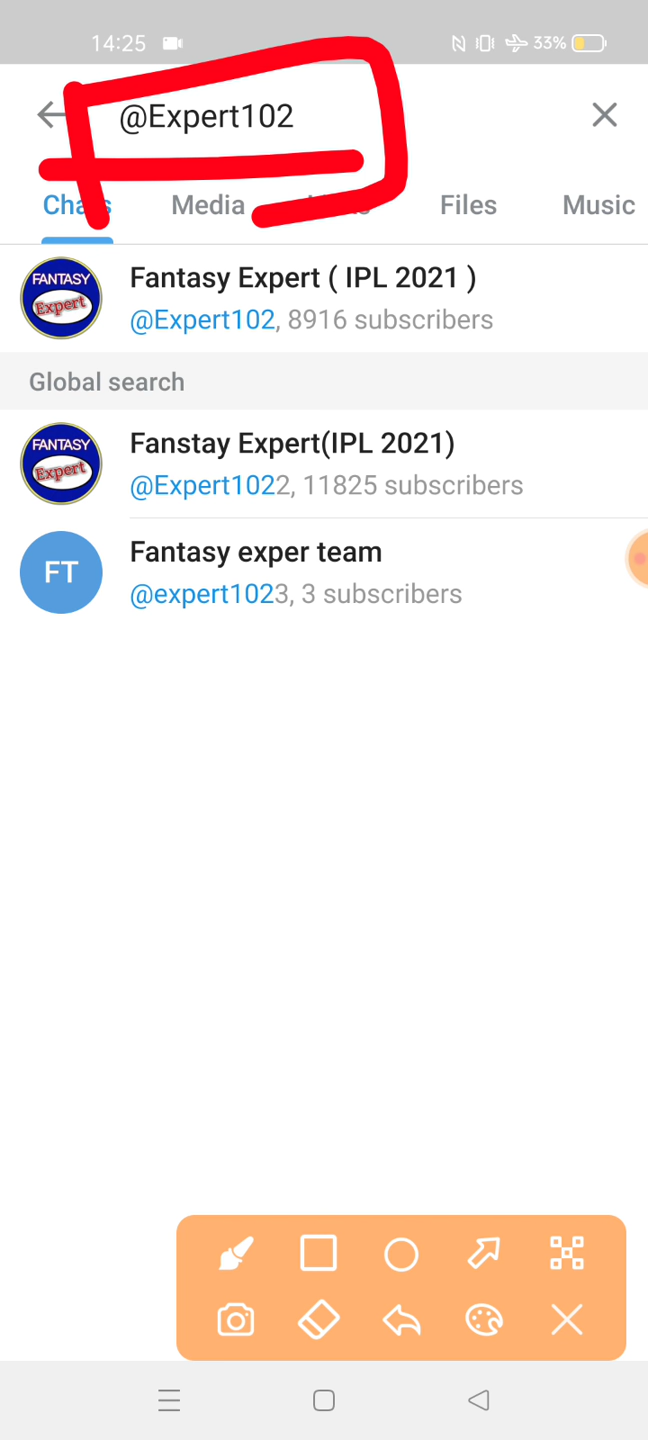 14:25 33%
@Expert102
Chats Media Files Music
FANTASY
Expert
Fantasy Expert ( IPL 2021 )
@Expert102, 8916 subscribers
Global search
FANTASY
Expert
Fanstay Expert(IPL 2021)
@Expert1022, 11825 subscribers
FT
Fantasy exper team
@expert1023, 3 subscribers